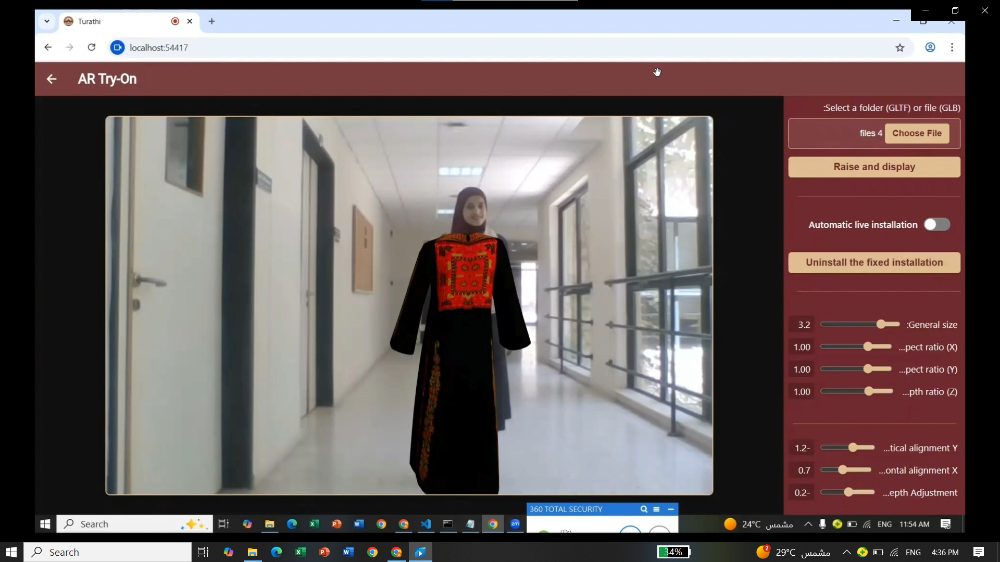 Turathi
localhost:54417
AR Try-On
:Select a folder (GLTF) or file (GLB)
files 4 Choose File
Raise and display
Automatic live installation
Uninstall the fixed installation
3.2 :General size
1.00 ...pect ratio (X)
1.00 ...pect ratio (Y)
1.00 ...pth ratio (Z)
1.2- ...tical alignment Y
0.7 ...ontal alignment X
0.2- ...epth Adjustment
360 TOTAL SECURITY
(D:)
Search
24°C مشمس ENG 11:54 AM
Search
34% 2 29°C مشمس ENG 4:36 PM